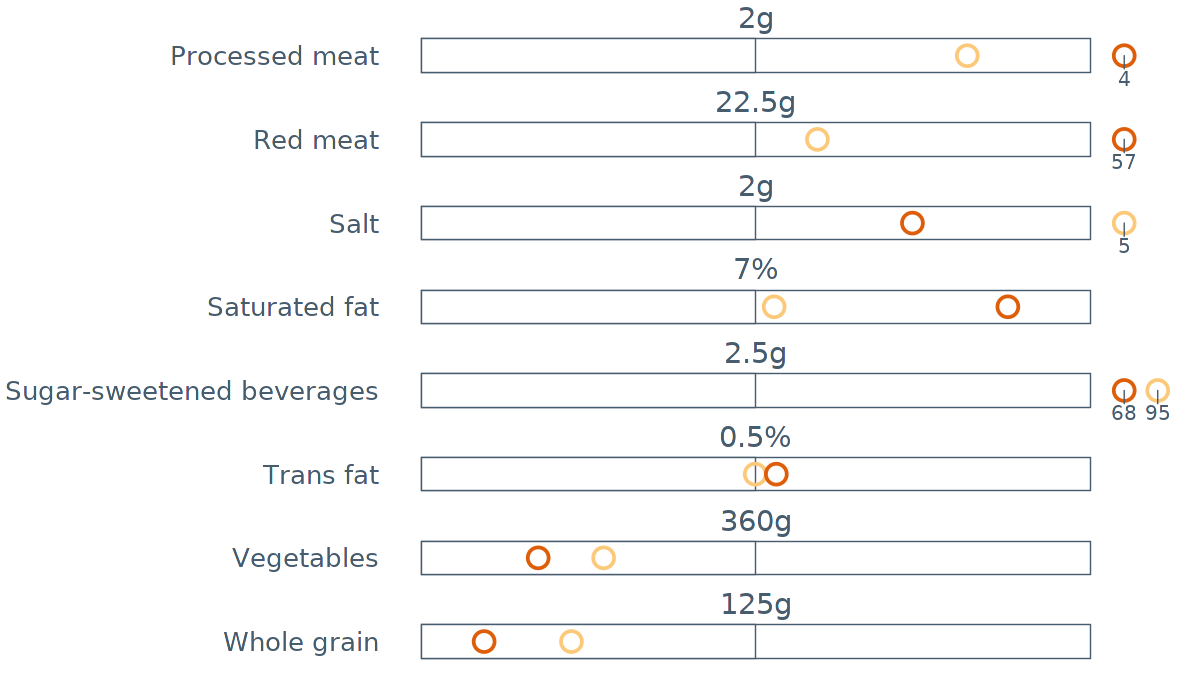 2g
Processed meat
4
22.5g
Red meat
57
2g
Salt
5
7%
Saturated fat
2.5g
Sugar-sweetened beverages
68 95
0.5%
Trans fat
360g
Vegetables
125g
Whole grain